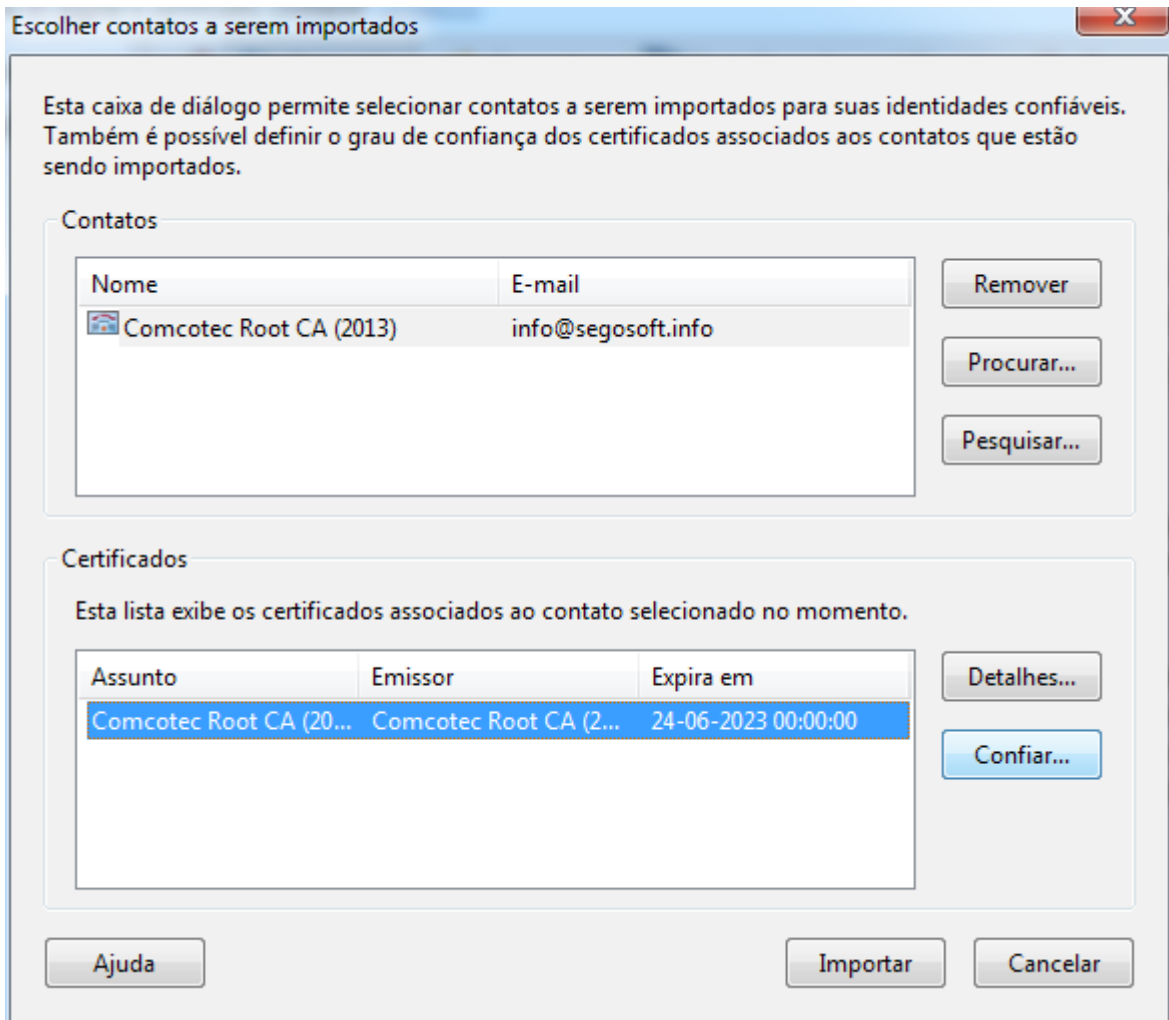 Escolher contatos a serem importados
Esta caixa de diálogo permite selecionar contatos a serem importados para suas identidades confiáveis.
Também é possível definir o grau de confiança dos certificados associados aos contatos que estão
sendo importados.
Contatos
Nome E-mail
Comcotec Root CA (2013) info@segosoft.info
Remover
Procurar...
Pesquisar...
Certificados
Esta lista exibe os certificados associados ao contato selecionado no momento.
Assunto Emissor Expira em
Comcotec Root CA (20... Comcotec Root CA (2... 24-06-2023 00:00:00
Detalhes...
Confiar...
Ajuda Importar Cancelar